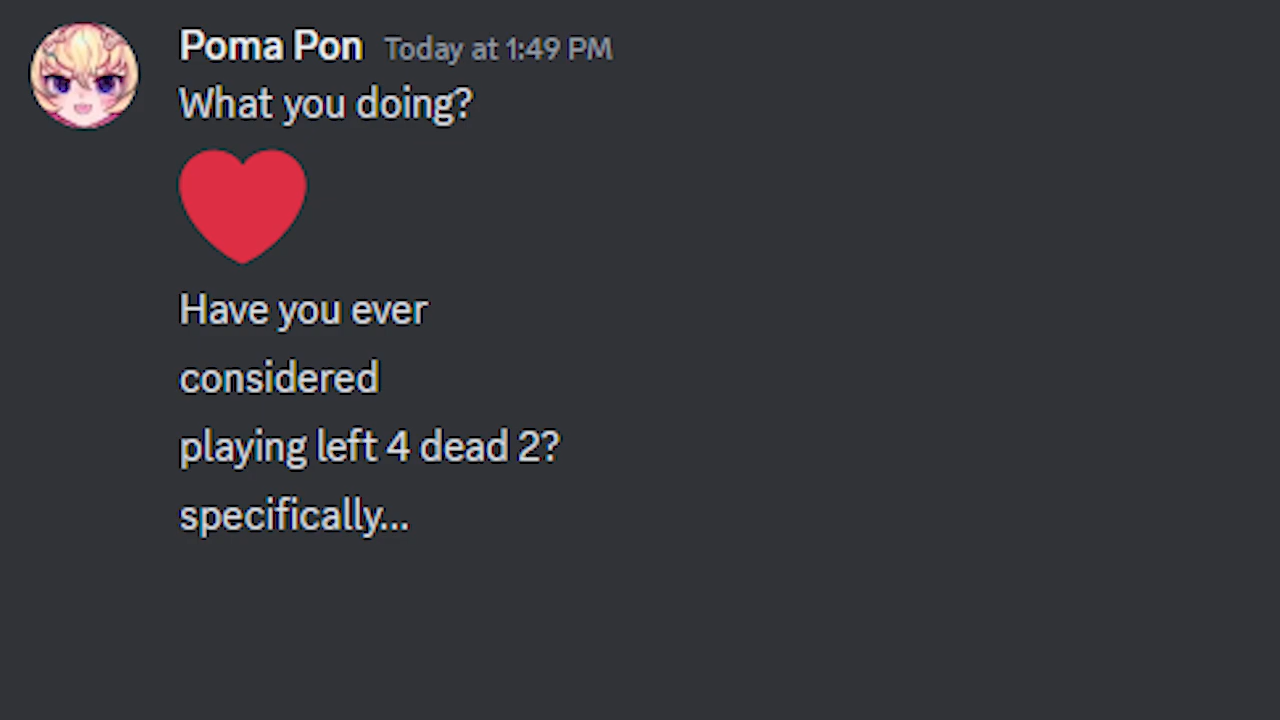 Poma Pon Today at 1:49 PM
What you doing?
Have you ever
considered
playing left 4 dead 2?
specifically...